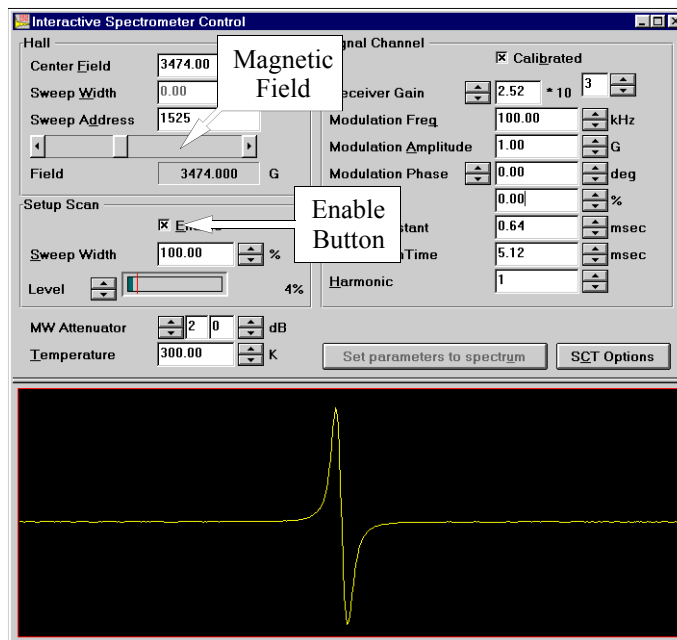 Interactive Spectrometer Control
Hall
Center Field 3474.00
Sweep Width 0.00
Sweep Address 1525
Field 3474.000 G
Magnetic
Field
Setup Scan
Enable
Button
Sweep Width 100.00 %
Level 4%
MW Attenuator 2 0 dB
Temperature 300.00 K
Channel
Calibrated
Receiver Gain 2.52 * 10 3
Modulation Freq 100.00 kHz
Modulation Amplitude 1.00 G
Modulation Phase 0.00 deg
0.00 %
0.64 msec
Time 5.12 msec
Harmonic 1
Set parameters to spectrum
SCT Options